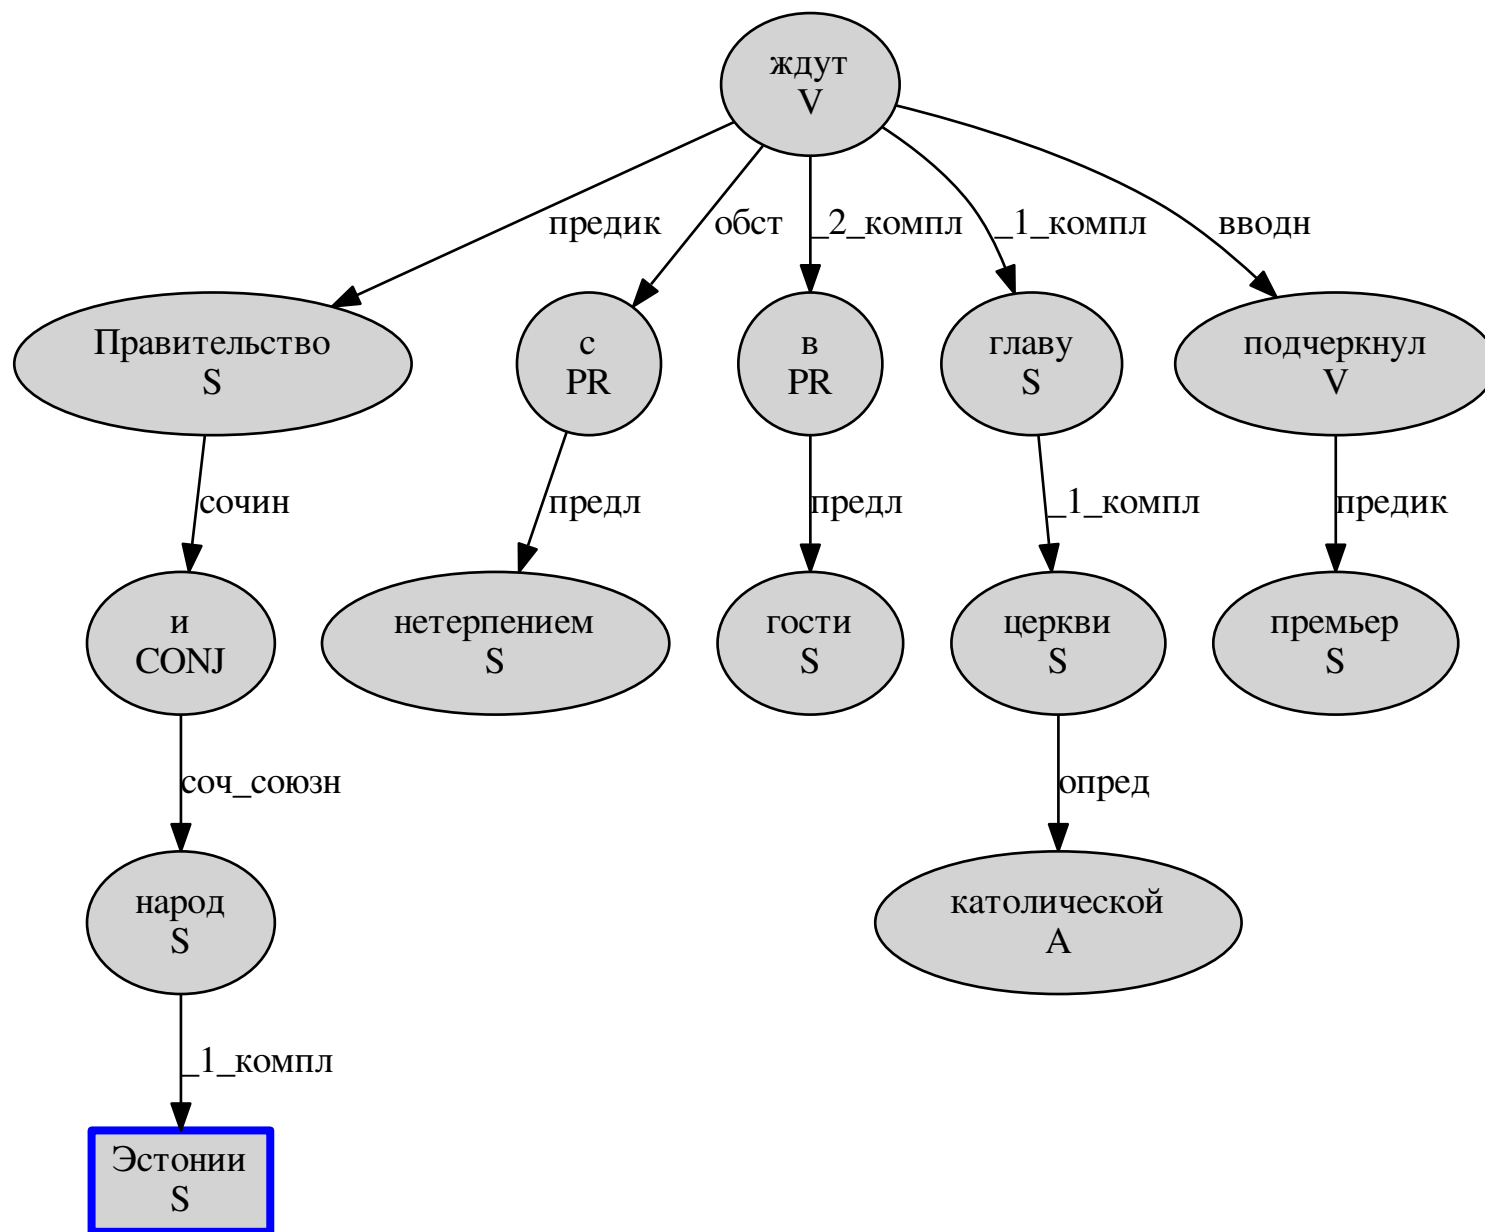 ждут
V
предик
обст
_2_компл
_1_компл
вводн
Правительство
S
с
PR
в
PR
главу
S
подчеркнул
V
сочин
предл
предл
_1_компл
предик
и
CONJ
нетерпением
S
гости
S
церкви
S
премьер
S
соч_союзн
опред
народ
S
католической
A
_1_компл
Эстонии
S